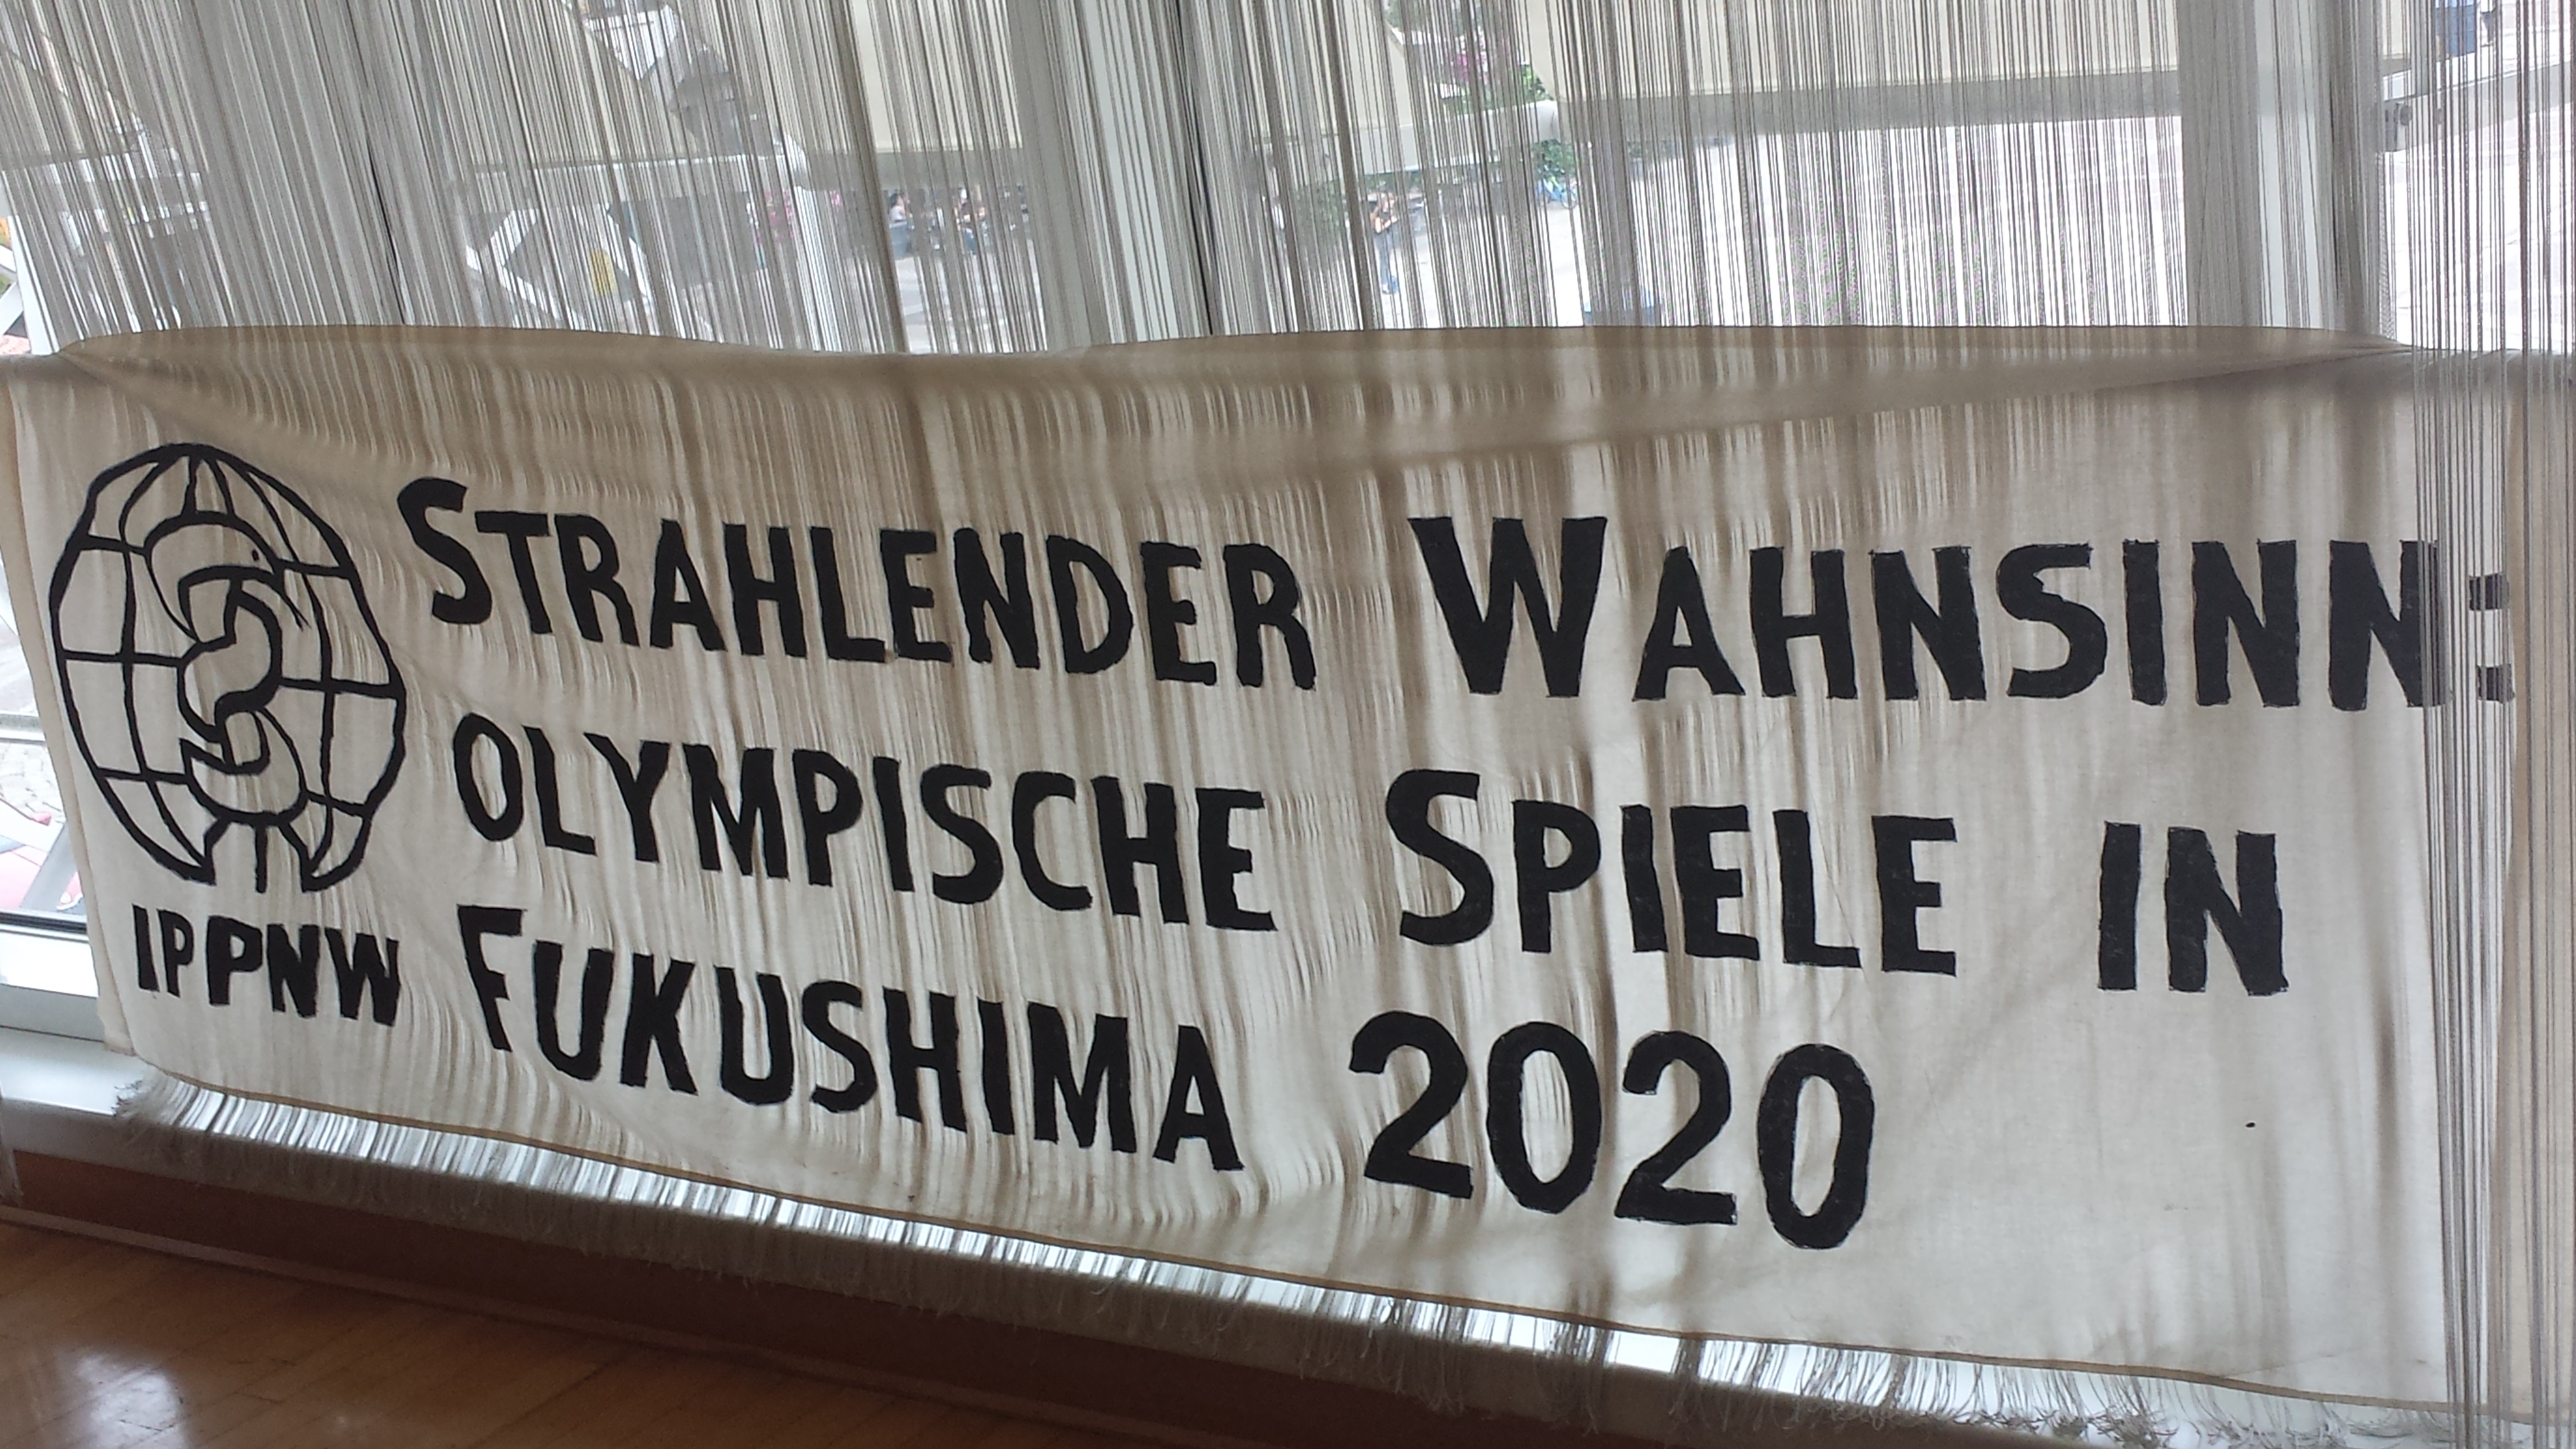 STRAHLENDER WAHNSINN:
OLYMPISCHE SPIELE IN
FUKUSHIMA 2020
IPPNW